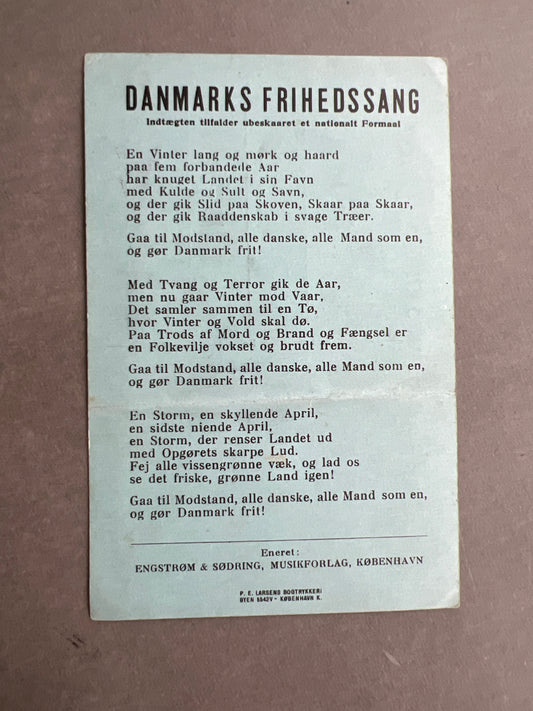 DANMARKS FRIHEDSSANG
Indtægten tilfalder ubeskaaret et nationalt Formaal
En Vinter lang og mørk og haard
paa fem forbandede Aar
har knuget Landet i sin Favn
med Kulde og Sult og Savn,
og der gik Slid paa Skoven, Skaar paa Skaar,
og der gik Raaddenskab i svage Træer.
Gaa til Modstand, alle danske, alle Mand som en,
og gør Danmark frit!
Med Tvang og Terror gik de Aar,
men nu gaar Vinter mod Vaar,
Det samler sammen til en Tø,
hvor Vinter og Vold skal dø.
Paa Trods af Mord og Brand og Fængsel er
en Folkevilje vokset og brudt frem.
Gaa til Modstand, alle danske, alle Mand som en,
og gør Danmark frit!
En Storm, en skyllende April,
en sidste niende April,
en Storm, der renser Landet ud
med Opgørets skarpe Lud.
Fej alle vissengrønne væk, og lad os
se det friske, grønne Land igen!
Gaa til Modstand, alle danske, alle Mand som en,
og gør Danmark frit!
Eneret:
ENGSTRØM & SØDRING, MUSIKFORLAG, KØBENHAVN
P. E. LARSENS BOGTRYKKERI
BYEN 5542V - KØBENHAVN K.